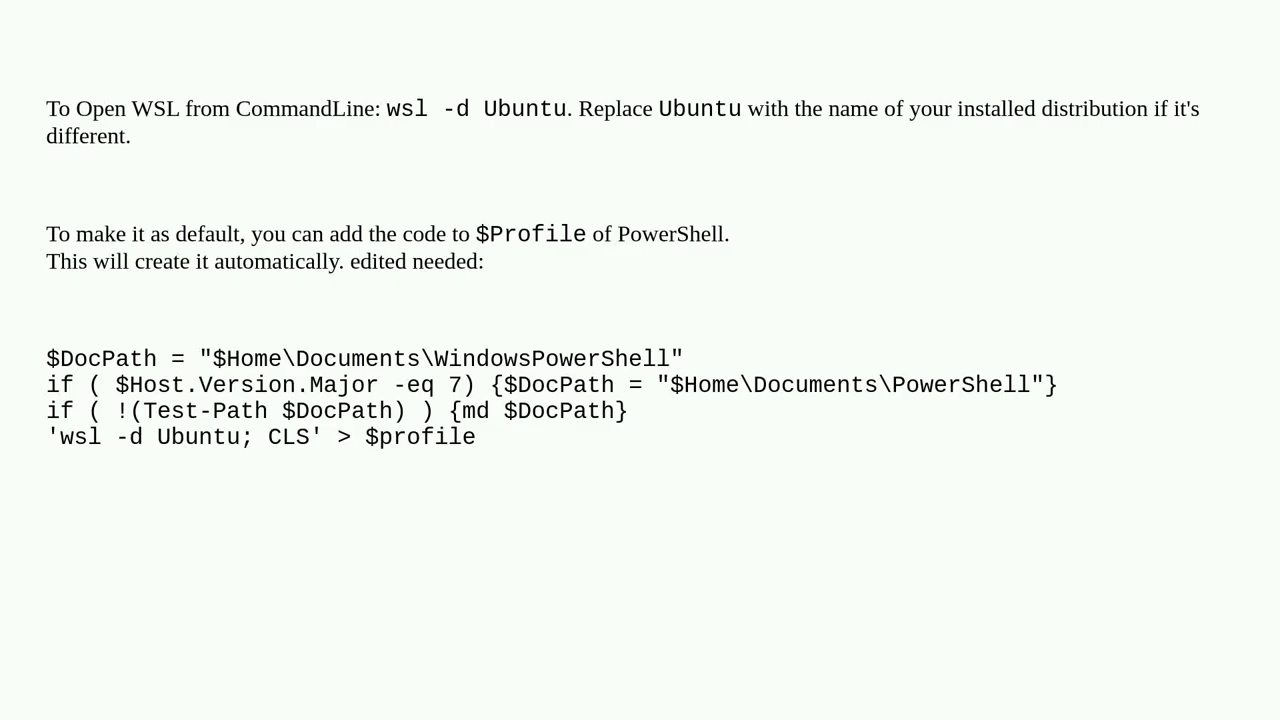 To Open WSL from CommandLine: wsl -d Ubuntu. Replace Ubuntu with the name of your installed distribution if it's
different.
To make it as default, you can add the code to $Profile of PowerShell.
This will create it automatically. edited needed:
$DocPath = "$Home\Documents\WindowsPowerShell"
if ( $Host.Version.Major -eq 7) {$DocPath = "$Home\Documents\PowerShell"}
if ( !(Test-Path $DocPath) ) {md $DocPath}
'wsl -d Ubuntu; CLS' > $profile